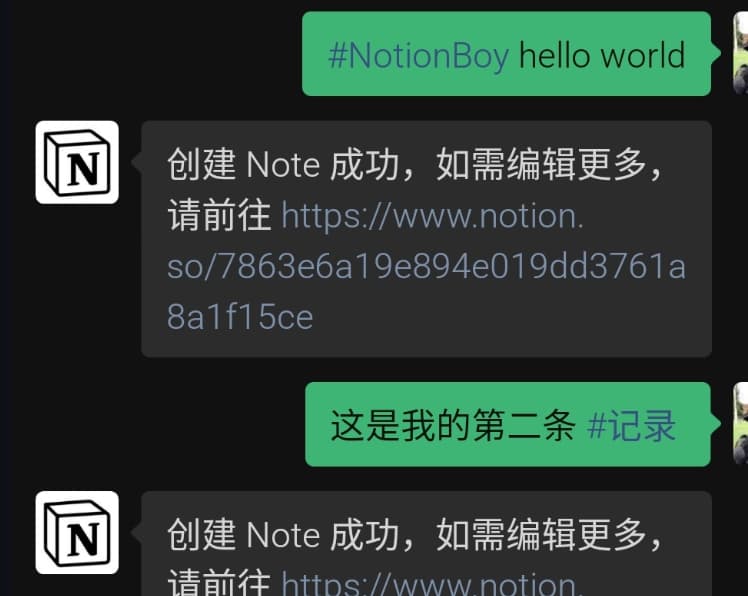 #NotionBoy hello world
N
创建 Note 成功，如需编辑更多，
请前往 https://www.notion.
so/7863e6a19e894e019dd3761a
8a1f15ce
这是我的第二条 #记录
N
创建 Note 成功，如需编辑更多，
请前往 https://www.notion.